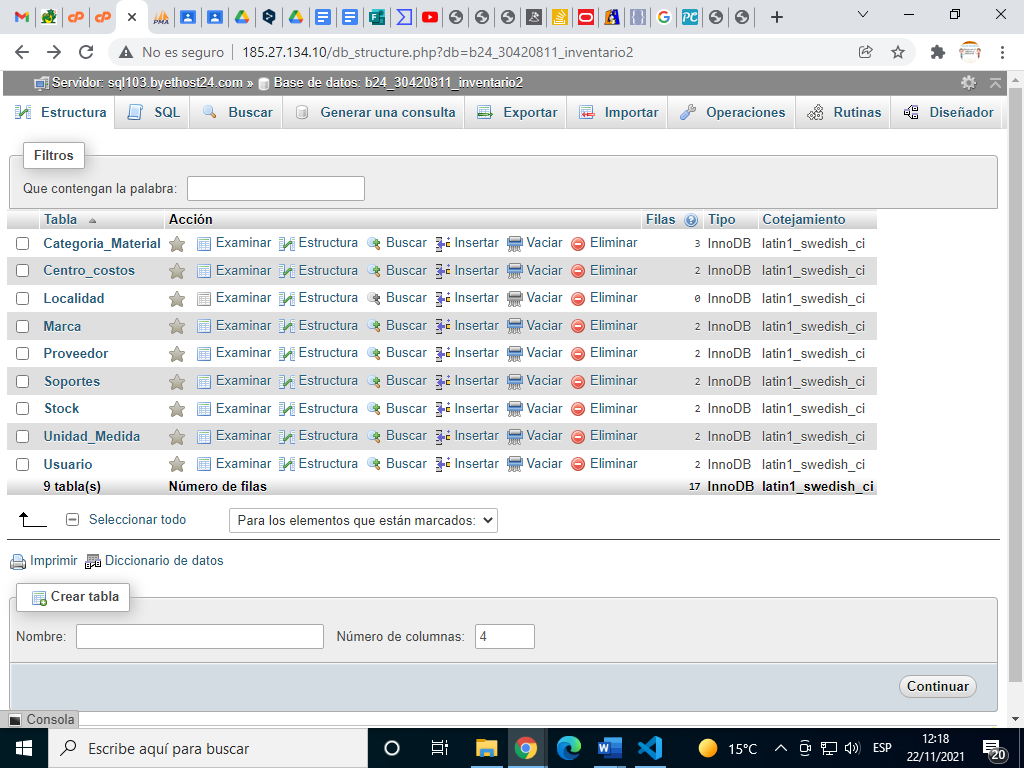 No es seguro 185.27.134.10/db_structure.php?db=b24_30420811_inventario2
Servidor: sql103.byethost24.com » Base de datos: b24_30420811_inventario2
Estructura SQL Buscar Generar una consulta Exportar Importar Operaciones Rutinas Diseñador
Filtros
Que contengan la palabra:
Tabla Acción Filas Tipo Cotejamiento
Categoria_Material Examinar Estructura Buscar Insertar Vaciar Eliminar 3 InnoDB latin1_swedish_ci
Centro_costos Examinar Estructura Buscar Insertar Vaciar Eliminar 2 InnoDB latin1_swedish_ci
Localidad Examinar Estructura Buscar Insertar Vaciar Eliminar 0 InnoDB latin1_swedish_ci
Marca Examinar Estructura Buscar Insertar Vaciar Eliminar 2 InnoDB latin1_swedish_ci
Proveedor Examinar Estructura Buscar Insertar Vaciar Eliminar 2 InnoDB latin1_swedish_ci
Soportes Examinar Estructura Buscar Insertar Vaciar Eliminar 2 InnoDB latin1_swedish_ci
Stock Examinar Estructura Buscar Insertar Vaciar Eliminar 2 InnoDB latin1_swedish_ci
Unidad_Medida Examinar Estructura Buscar Insertar Vaciar Eliminar 2 InnoDB latin1_swedish_ci
Usuario Examinar Estructura Buscar Insertar Vaciar Eliminar 2 InnoDB latin1_swedish_ci
9 tabla(s) Número de filas 17 InnoDB latin1_swedish_ci
Seleccionar todo Para los elementos que están marcados:
Imprimir Diccionario de datos
Crear tabla
Nombre: Número de columnas: 4
Continuar
Consola
Escribe aquí para buscar 15°C ESP 12:18
22/11/2021 20